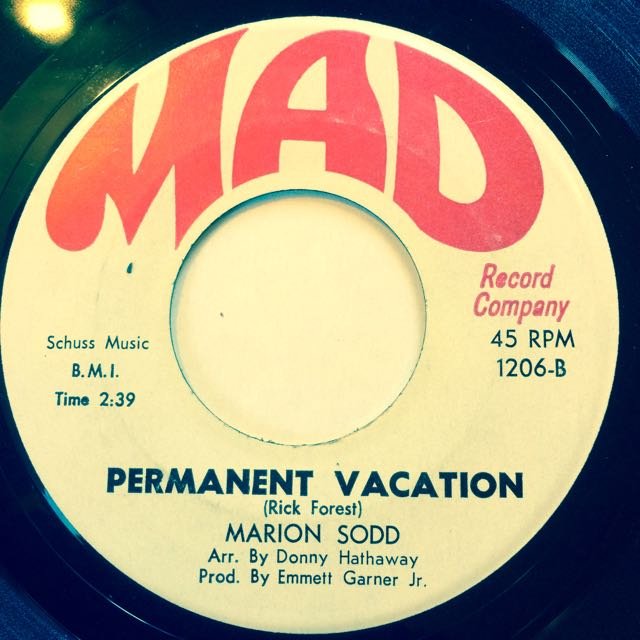 MAD
Record
Company
45 RPM
1206-B
Schuss Music
B.M.I.
Time 2:39
PERMANENT VACATION
(Rick Forest)
MARION SODD
Arr. By Donny Hathaway
Prod. By Emmett Garner Jr.